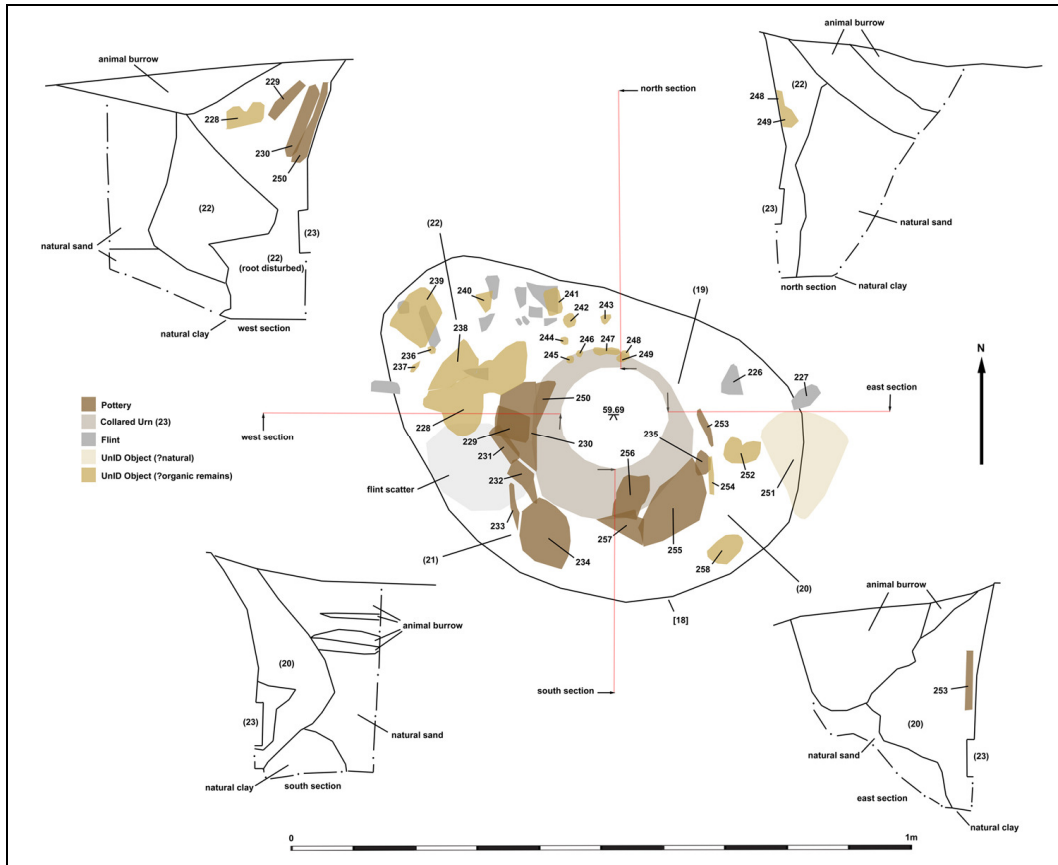 animal burrow
229
228
230
250
(22)
natural sand
(22)
(root disturbed)
(23)
natural clay
west section
north section
animal burrow
(22)
248
249
(23)
natural sand
north section
natural clay
(22)
239
240
241
242
243
(19)
238
236
237
244
245
246
247
248
249
226
227
east section
N
Pottery
Collared Urn (23)
Flint
UnID Object (?natural)
UnID Object (?organic remains)
west section
228
250
59.69
229
230
231
232
235
253
256
252
254
251
flint scatter
233
(21)
234
257
255
258
(20)
[18]
south section
animal burrow
(20)
(23)
natural sand
natural clay
south section
animal burrow
253
(20)
natural sand
(23)
east section
natural clay
0
1m